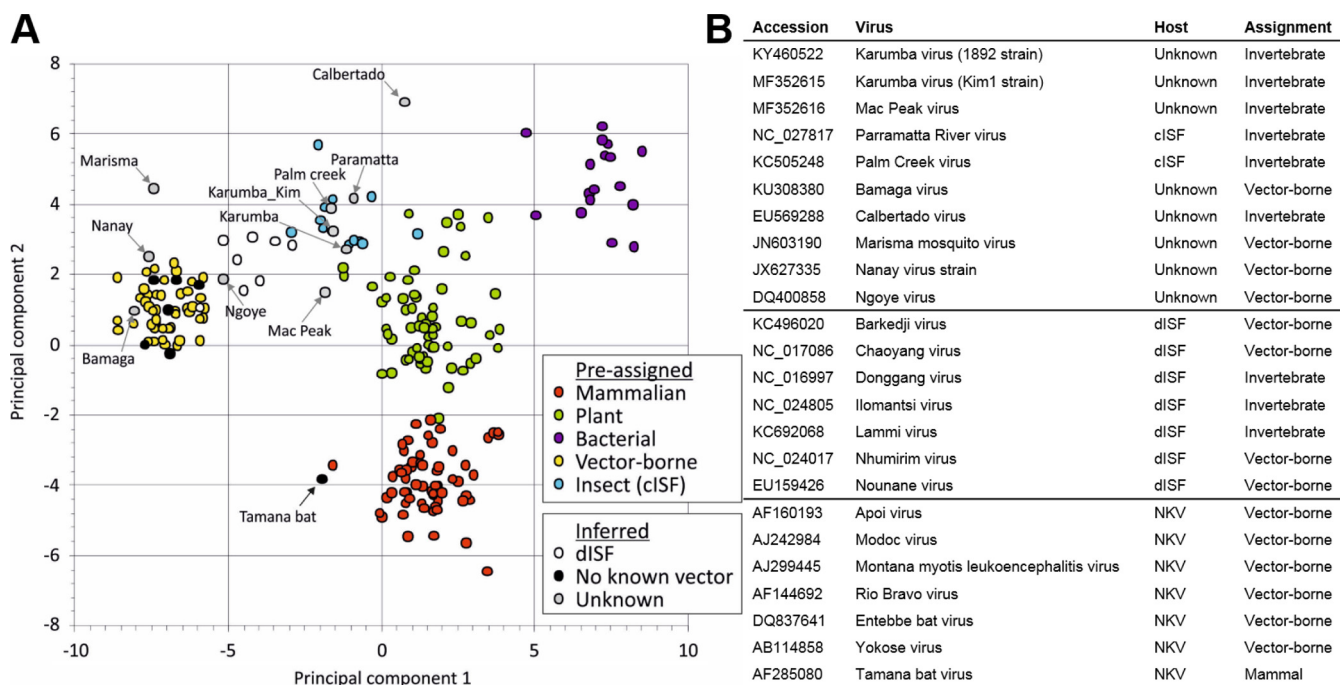 A
8
6
4
2
0
-2
-4
-6
-8
-10
-5
0
5
10
Principal component 2
Principal component 1
Calbertado
Marisma
Paramatta
Palm creek
Karumba_Kim
Karumba
Nanay
Ngoye
Mac Peak
Bamaga
Tamana bat
Pre-assigned
Mammalian
Plant
Bacterial
Vector-borne
Insect (cISF)
Inferred
dISF
No known vector
Unknown
B
Accession Virus Host Assignment
KY460522 Karumba virus (1892 strain) Unknown Invertebrate
MF352615 Karumba virus (Kim1 strain) Unknown Invertebrate
MF352616 Mac Peak virus Unknown Invertebrate
NC_027817 Parramatta River virus cISF Invertebrate
KC505248 Palm Creek virus cISF Invertebrate
KU308380 Bamaga virus Unknown Vector-borne
EU569288 Calbertado virus Unknown Invertebrate
JN603190 Marisma mosquito virus Unknown Vector-borne
JX627335 Nanay virus strain Unknown Vector-borne
DQ400858 Ngoye virus Unknown Vector-borne
KC496020 Barkedji virus dISF Vector-borne
NC_017086 Chaoyang virus dISF Vector-borne
NC_016997 Donggang virus dISF Invertebrate
NC_024805 Ilomantsi virus dISF Invertebrate
KC692068 Lammi virus dISF Invertebrate
NC_024017 Nhumirim virus dISF Vector-borne
EU159426 Nounane virus dISF Vector-borne
AF160193 Apoi virus NKV Vector-borne
AJ242984 Modoc virus NKV Vector-borne
AJ299445 Montana myotis leukoencephalitis virus NKV Vector-borne
AF144692 Rio Bravo virus NKV Vector-borne
DQ837641 Entebbe bat virus NKV Vector-borne
AB114858 Yokose virus NKV Vector-borne
AF285080 Tamana bat virus NKV Mammal